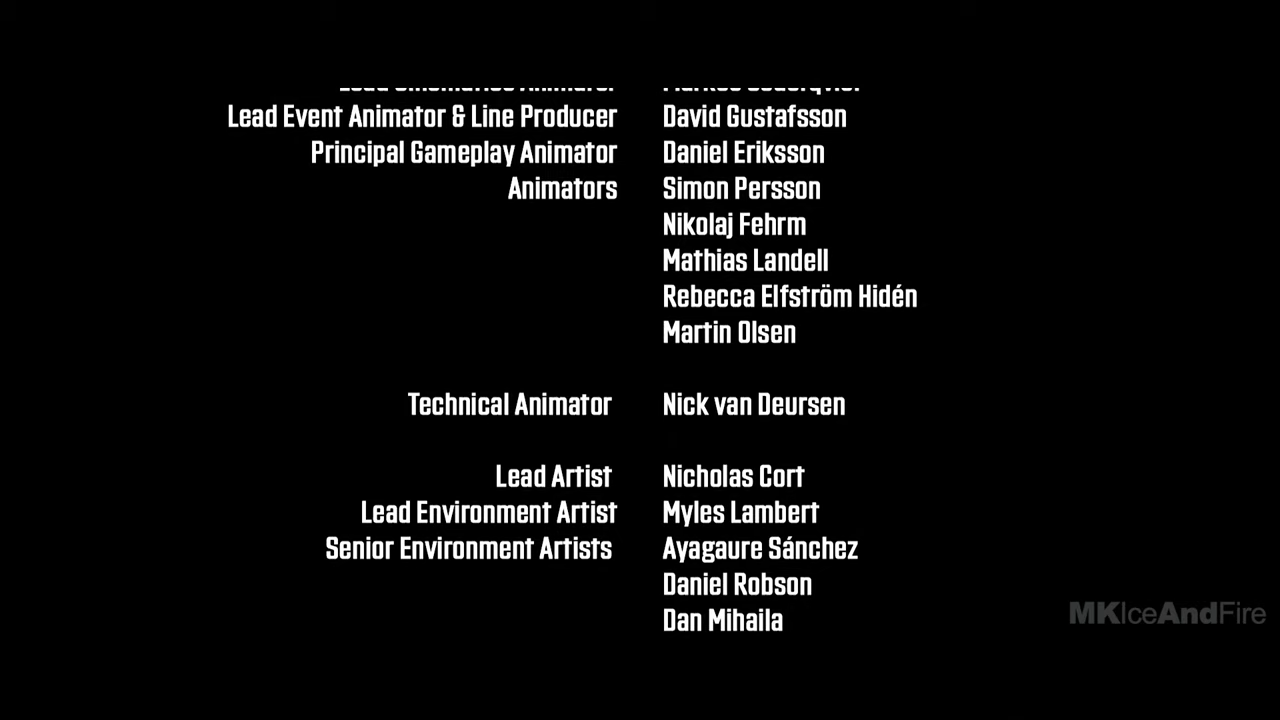 Lead Event Animator & Line Producer David Gustafsson
Principal Gameplay Animator Daniel Eriksson
Animators Simon Persson
Nikolaj Fehrm
Mathias Landell
Rebecca Elfström Hidén
Martin Olsen
Technical Animator Nick van Deursen
Lead Artist Nicholas Cort
Lead Environment Artist Myles Lambert
Senior Environment Artists Ayagaure Sánchez
Daniel Robson
Dan Mihaila
MKIceAndFire